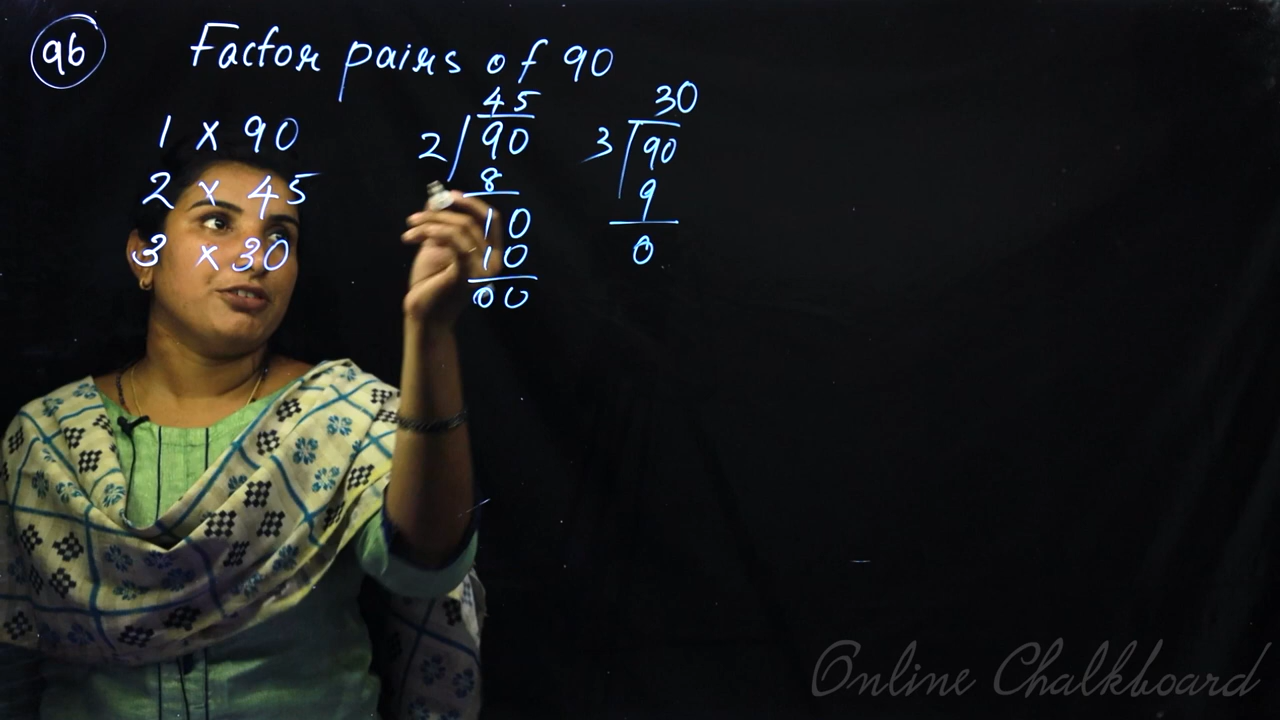 96
Factor pairs of 90
1 x 90
2 x 45
3 x 30
45
2 90
8
10
10
00
30
3 90
9
0
Online Chalkboard